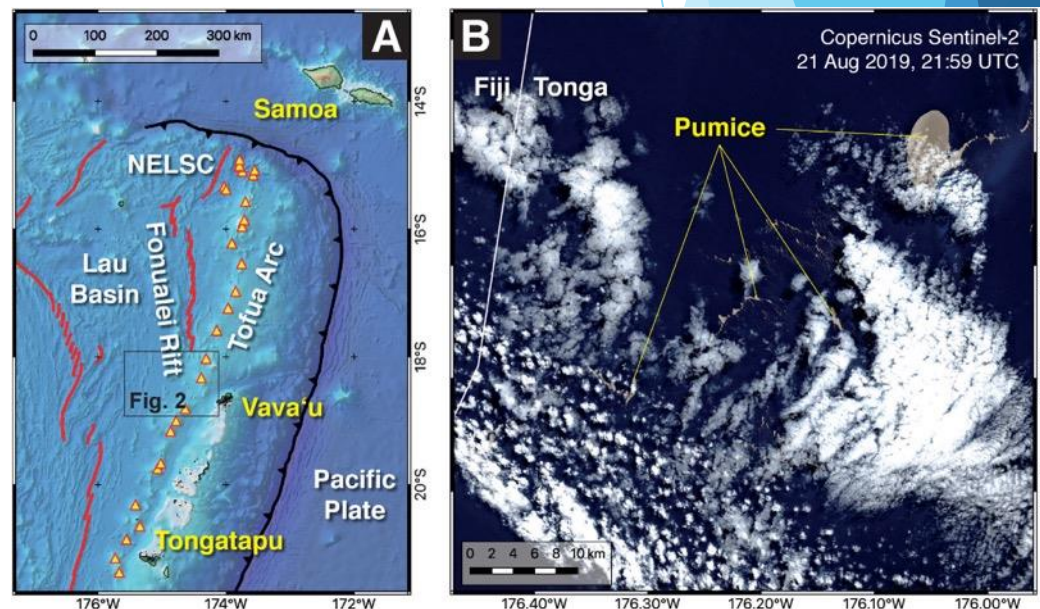 0 100 200 300 km
A
Samoa
14°S
NELSC
16°S
Lau
Basin
Fonualei Rift
Tofua Arc
18°S
Fig. 2
Vava‘u
20°S
Pacific
Plate
Tongatapu
176°W 174°W 172°W
B
Copernicus Sentinel-2
21 Aug 2019, 21:59 UTC
Fiji Tonga
Pumice
0 2 4 6 8 10 km
176.40 176.30 176.20 176.10 176.00°W